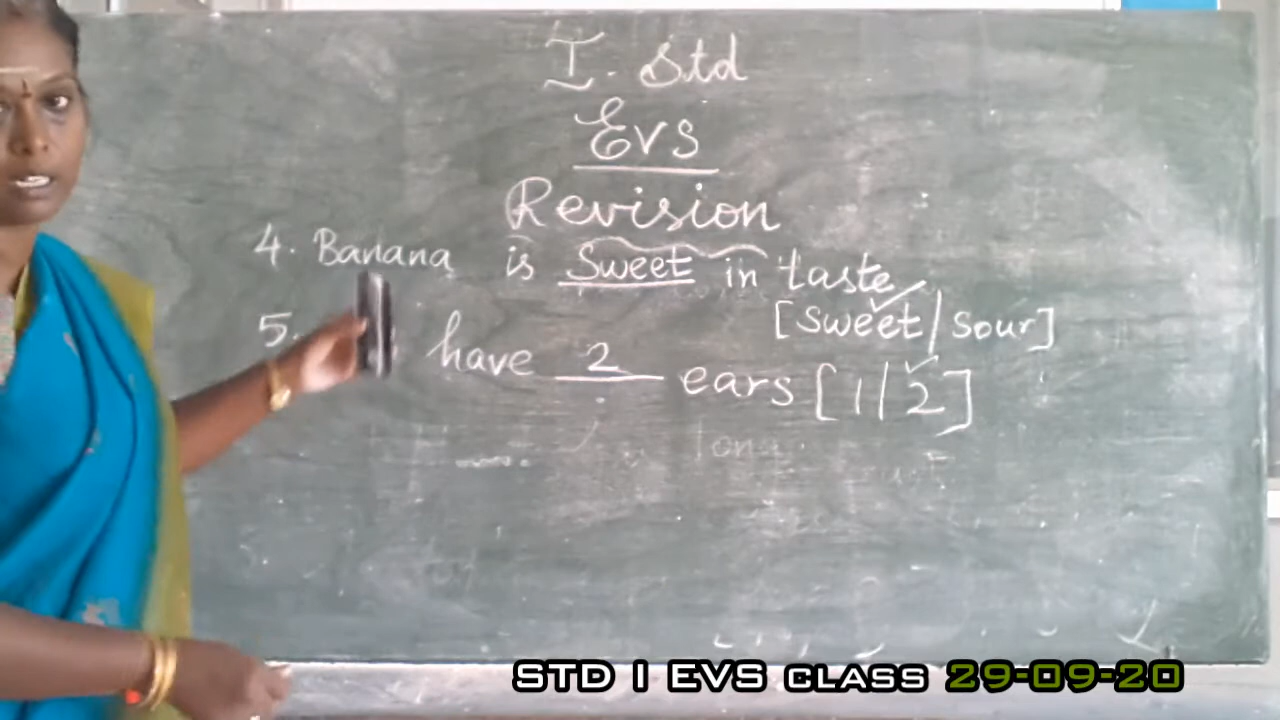 I. Std
EVS
Revision
4. Banana is Sweet in taste
[Sweet/Sour]
5. have 2 ears [1/2]
long
STD I EVS CLASS 29-09-20